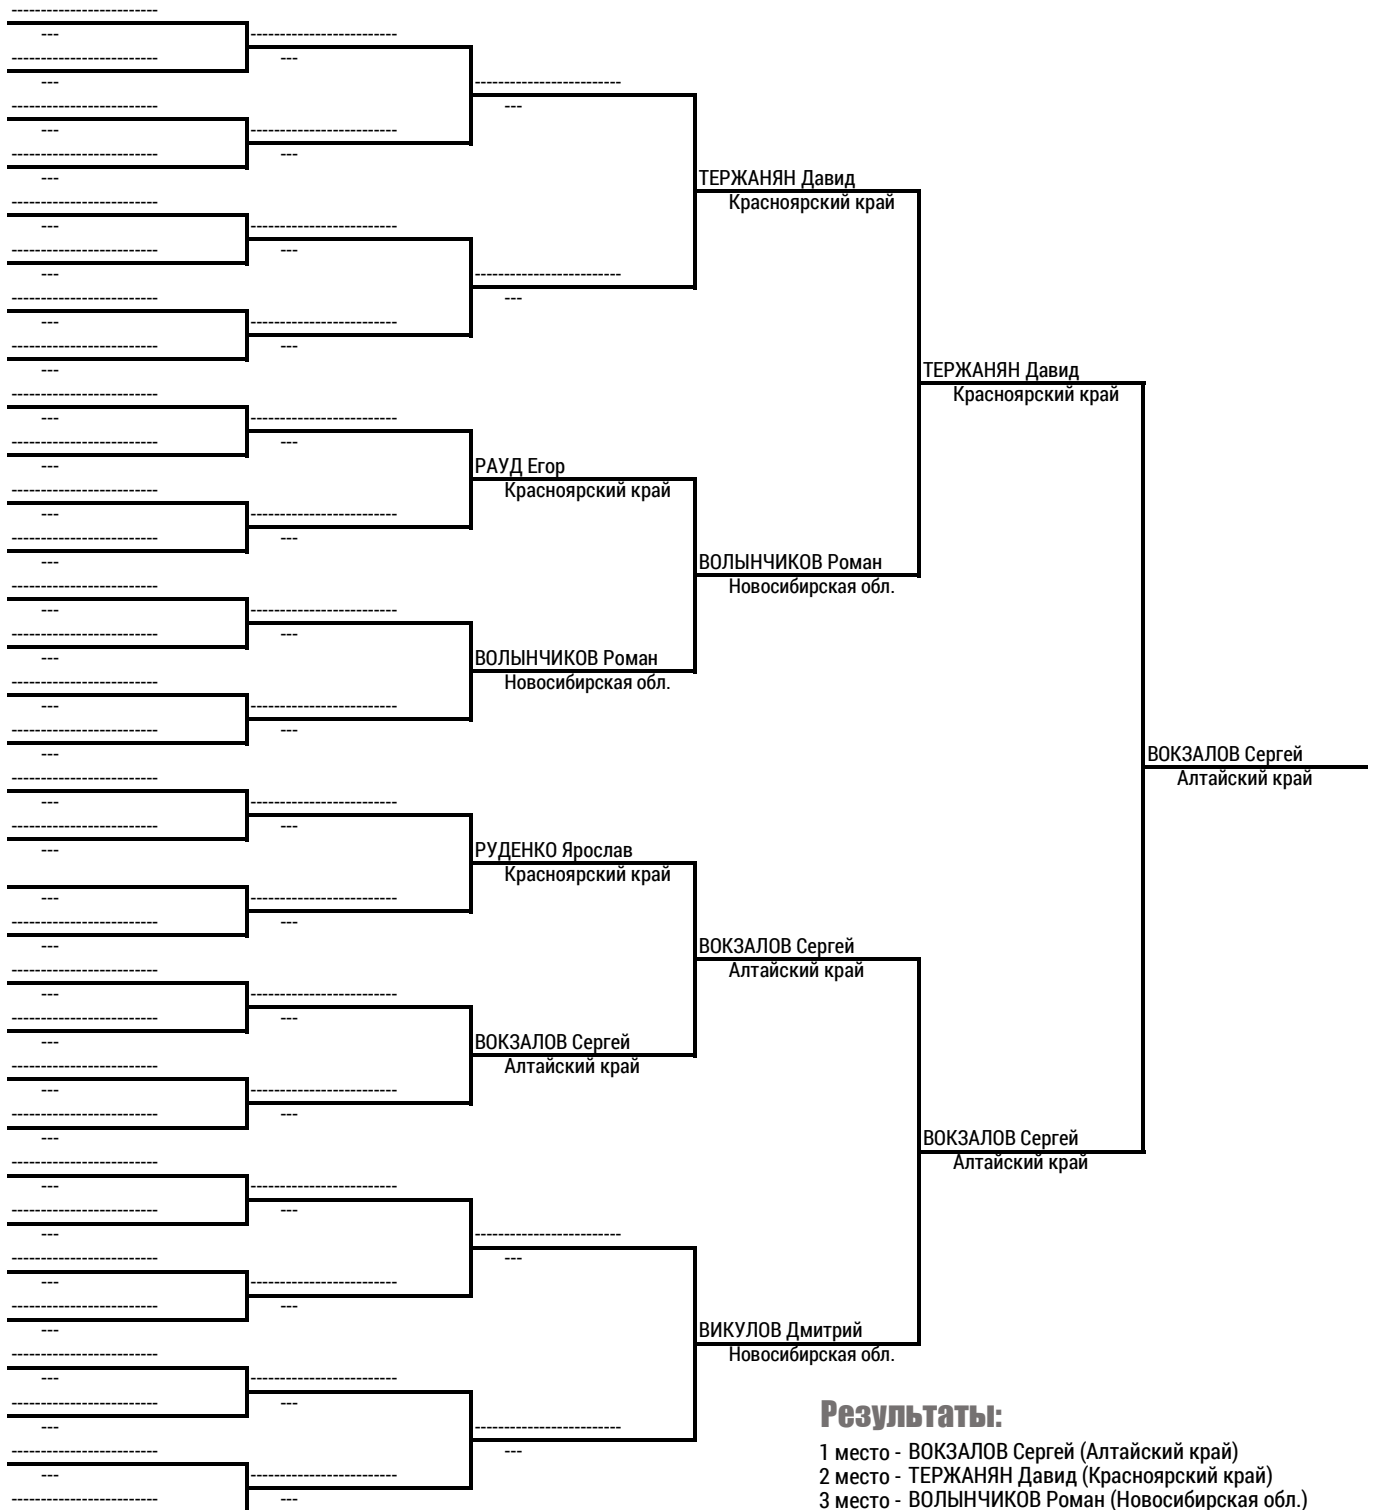 ТЕРЖАНЯН Давид
Красноярский край
ТЕРЖАНЯН Давид
Красноярский край
РАУД Егор
Красноярский край
ВОЛЫНЧИКОВ Роман
Новосибирская обл.
ВОЛЫНЧИКОВ Роман
Новосибирская обл.
ВОКЗАЛОВ Сергей
Алтайский край
РУДЕНКО Ярослав
Красноярский край
ВОКЗАЛОВ Сергей
Алтайский край
ВОКЗАЛОВ Сергей
Алтайский край
ВОКЗАЛОВ Сергей
Алтайский край
ВИКУЛОВ Дмитрий
Новосибирская обл.
Результаты:
1 место - ВОКЗАЛОВ Сергей (Алтайский край)
2 место - ТЕРЖАНЯН Давид (Красноярский край)
3 место - ВОЛЫНЧИКОВ Роман (Новосибирская обл.)